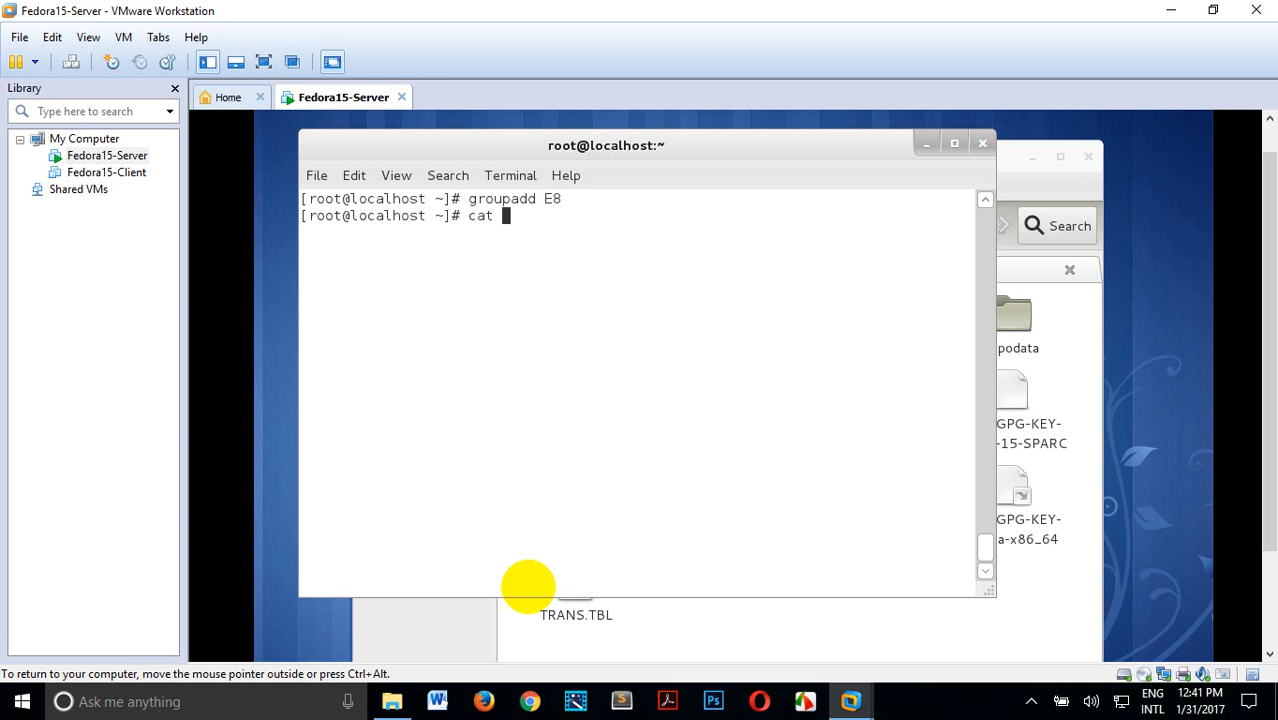 Fedora15-Server - VMware Workstation
File Edit View VM Tabs Help
Library
Type here to search
My Computer
Fedora15-Server
Fedora15-Client
Shared VMs
Home
Fedora15-Server
root@localhost:~
File Edit View Search Terminal Help
[root@localhost ~]# groupadd E8
[root@localhost ~]# cat
Search
podata
GPG-KEY-
-15-SPARC
GPG-KEY-
a-x86_64
TRANS.TBL
To return to your computer, move the mouse pointer outside or press Ctrl+Alt.
Ask me anything
ENG
INTL
12:41 PM
1/31/2017